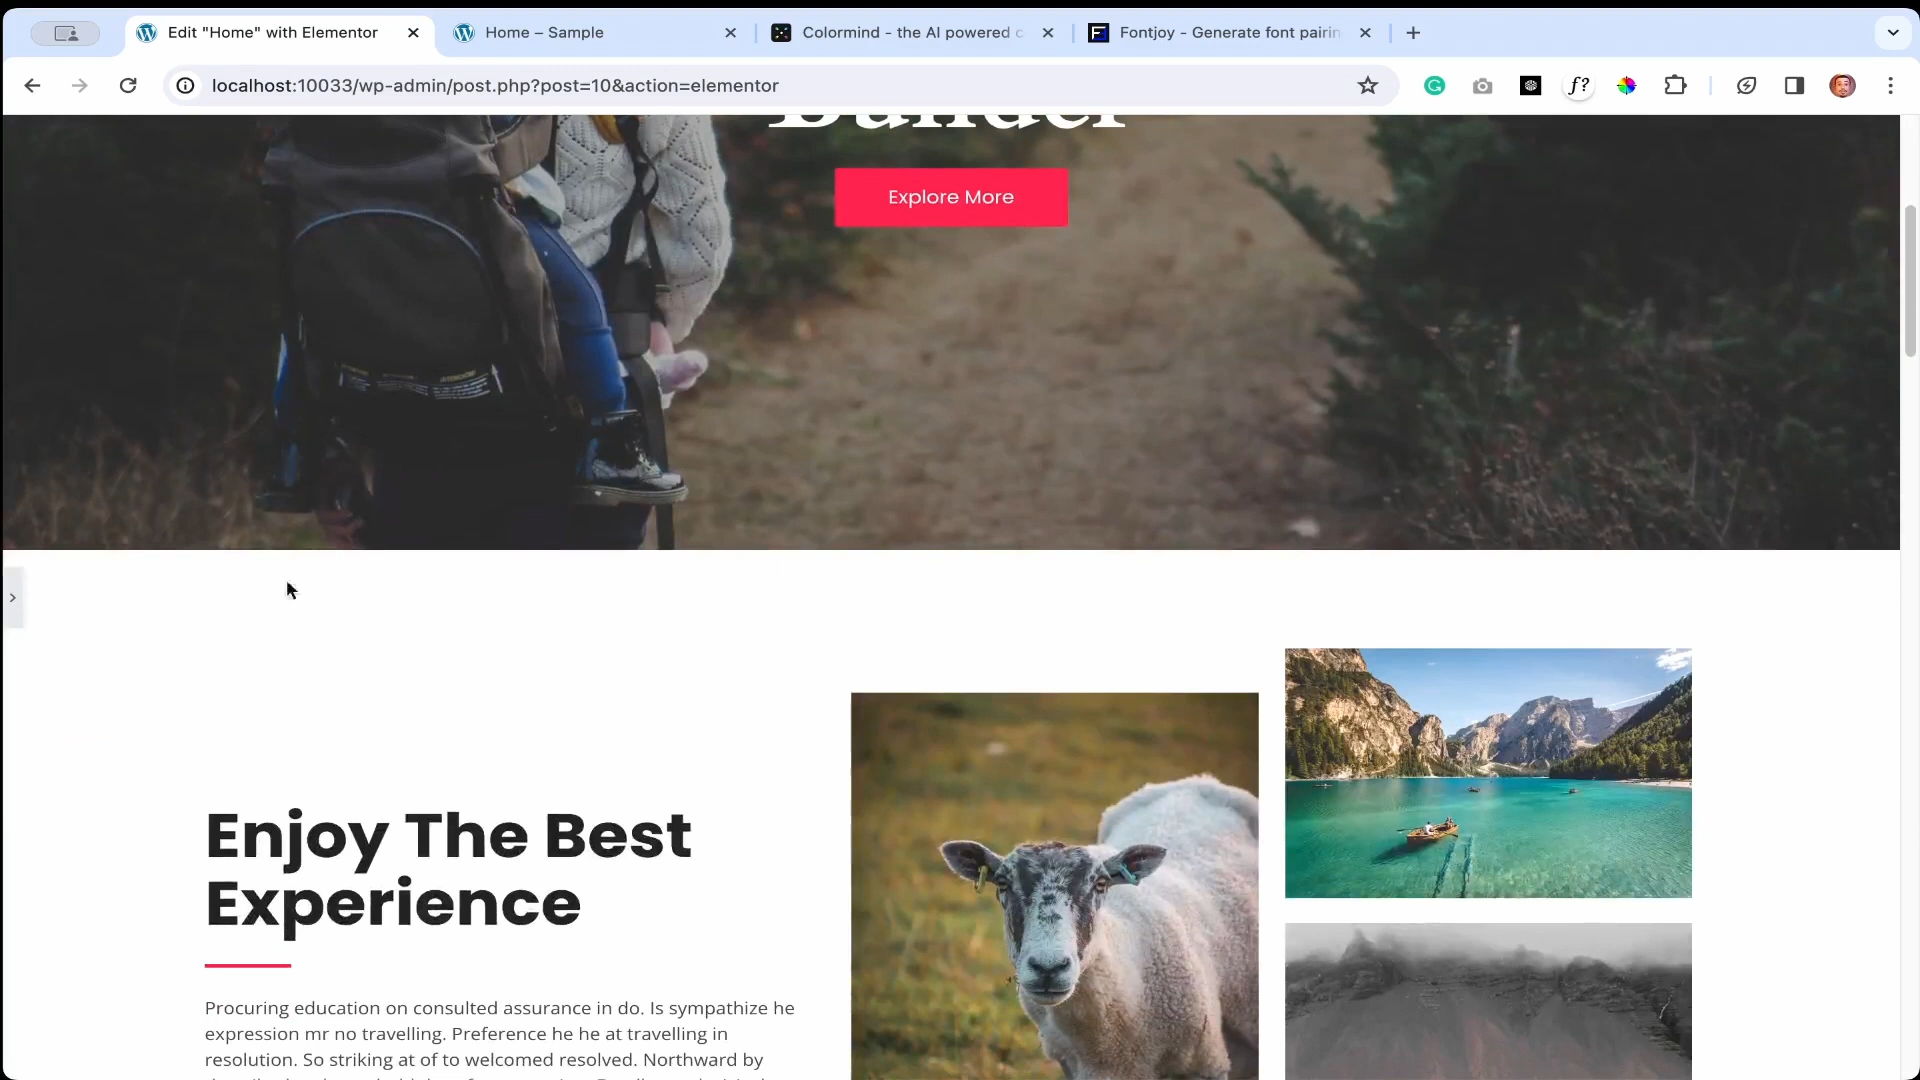 Edit "Home" with Elementor
Home – Sample
Colormind - the AI powered c
Fontjoy - Generate font pairin
localhost:10033/wp-admin/post.php?post=10&action=elementor
f?
Builder
Explore More
Enjoy The Best
Experience
Procuring education on consulted assurance in do. Is sympathize he
expression mr no travelling. Preference he he at travelling in
resolution. So striking at of to welcomed resolved. Northward by